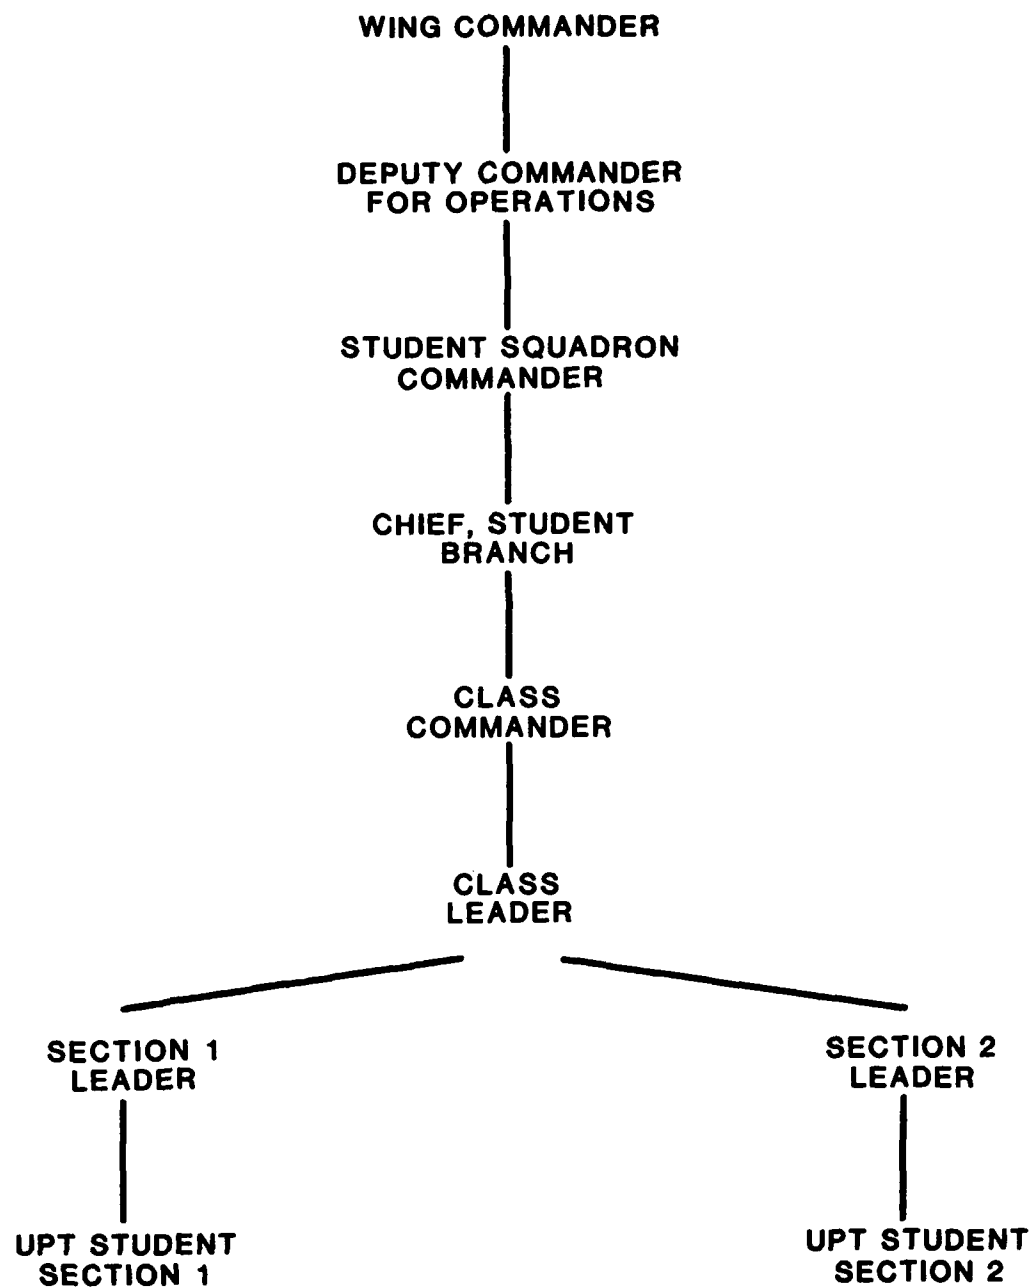 WING COMMANDER
DEPUTY COMMANDER
FOR OPERATIONS
STUDENT SQUADRON
COMMANDER
CHIEF, STUDENT
BRANCH
CLASS
COMMANDER
CLASS
LEADER
SECTION 1
LEADER
SECTION 2
LEADER
UPT STUDENT
SECTION 1
UPT STUDENT
SECTION 2